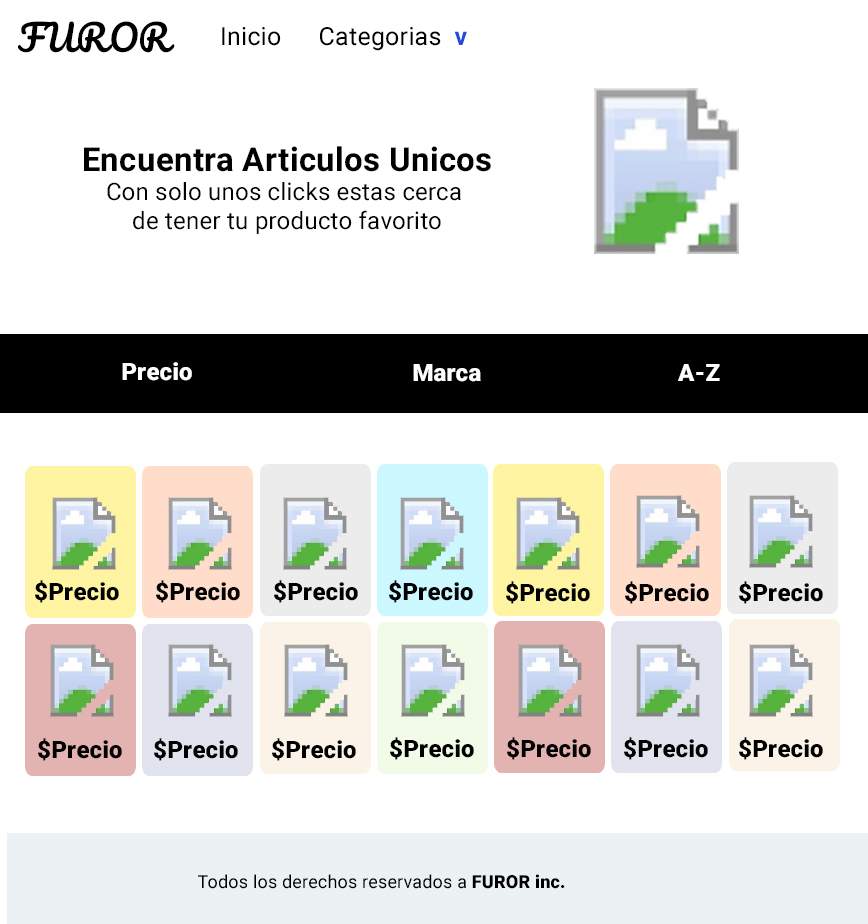 FUROR Inicio Categorias v
Encuentra Articulos Unicos
Con solo unos clicks estas cerca
de tener tu producto favorito
Precio Marca A-Z
$Precio $Precio $Precio $Precio $Precio $Precio $Precio
$Precio $Precio $Precio $Precio $Precio $Precio $Precio
Todos los derechos reservados a FUROR inc.